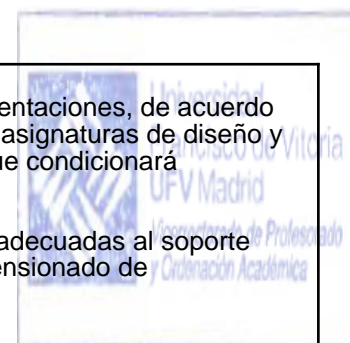 entaciones, de acuerdo
asignaturas de diseño y
ue condicionará
adecuadas al soporte
ensionado de
Universidad
Francisco de Vitoria
UFV Madrid
Vicerrectorado de Profesorado
y Ordenación Académica